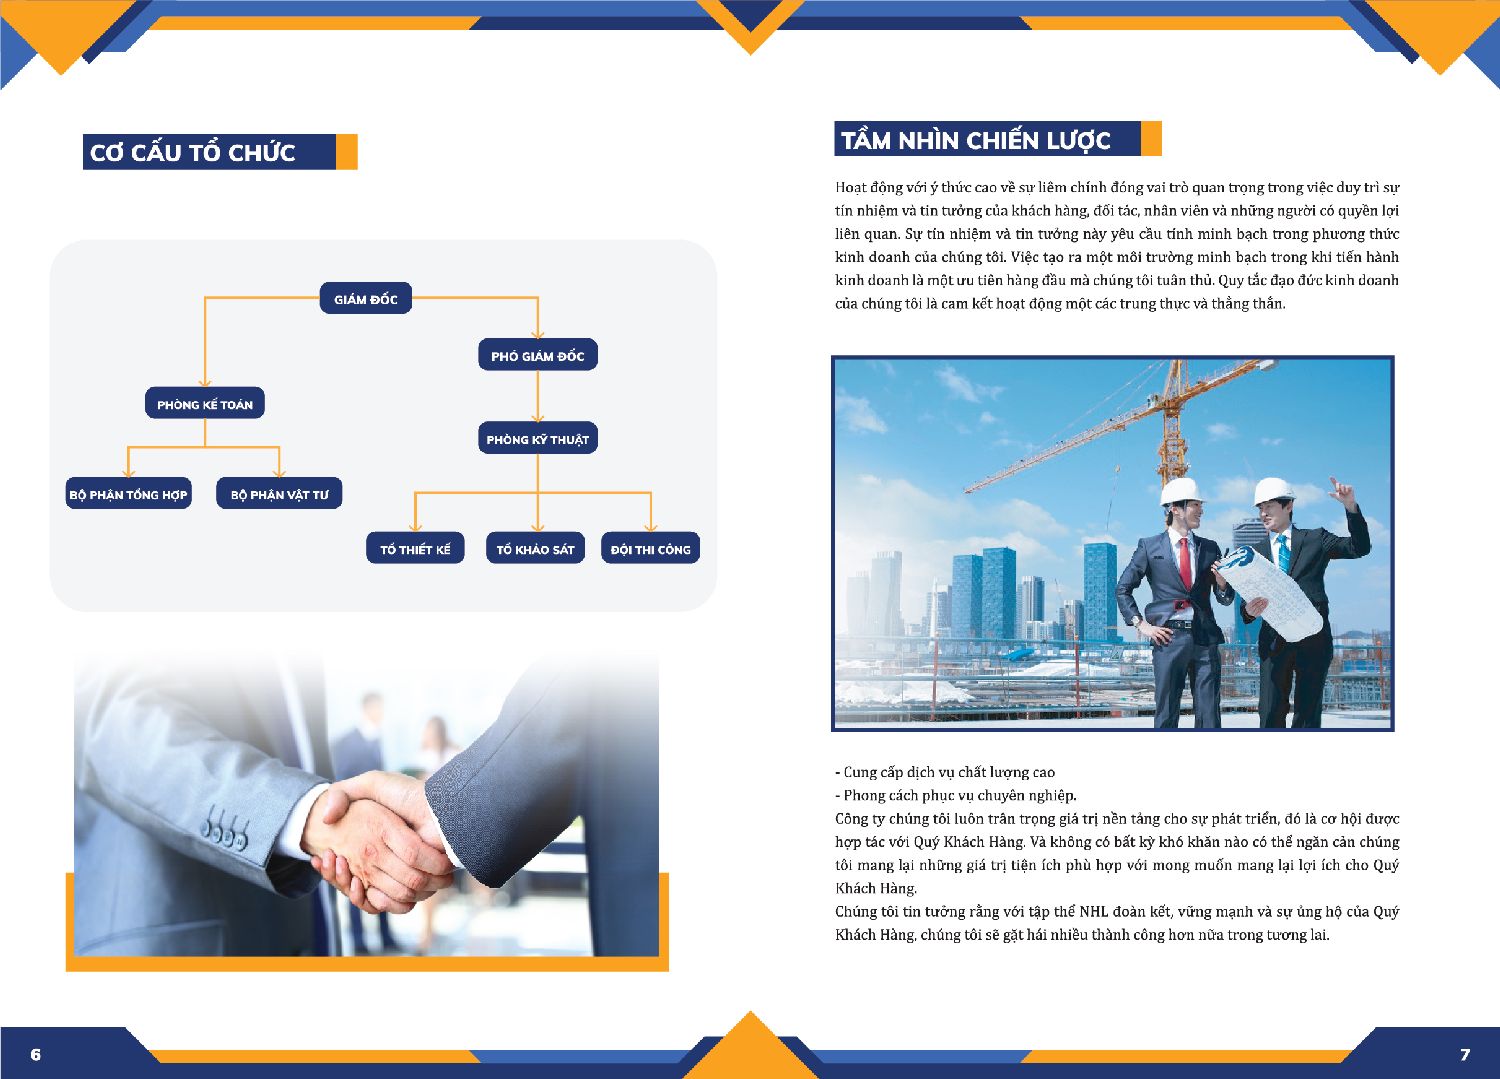 CƠ CẤU TỔ CHỨC
GIÁM ĐỐC
PHÓ GIÁM ĐỐC
PHÒNG KẾ TOÁN
PHÒNG KỸ THUẬT
BỘ PHẬN TỔNG HỢP
BỘ PHẬN VẬT TƯ
TỔ THIẾT KẾ
TỔ KHẢO SÁT
ĐỘI THI CÔNG
6
TẦM NHÌN CHIẾN LƯỢC
Hoạt động với ý thức cao về sự liêm chính đóng vai trò quan trọng trong việc duy trì sự
tín nhiệm và tin tưởng của khách hàng, đối tác, nhân viên và những người có quyền lợi
liên quan. Sự tín nhiệm và tin tưởng này yêu cầu tính minh bạch trong phương thức
kinh doanh của chúng tôi. Việc tạo ra một môi trường minh bạch trong khi tiến hành
kinh doanh là một ưu tiên hàng đầu mà chúng tôi tuân thủ. Quy tắc đạo đức kinh doanh
của chúng tôi là cam kết hoạt động một các trung thực và thẳng thắn.
- Cung cấp dịch vụ chất lượng cao
- Phong cách phục vụ chuyên nghiệp.
Công ty chúng tôi luôn trân trọng giá trị nền tảng cho sự phát triển, đó là cơ hội được
hợp tác với Quý Khách Hàng. Và không có bất kỳ khó khăn nào có thể ngăn cản chúng
tôi mang lại những giá trị tiện ích phù hợp với mong muốn mang lại lợi ích cho Quý
Khách Hàng.
Chúng tôi tin tưởng rằng với tập thể NHL đoàn kết, vững mạnh và sự ủng hộ của Quý
Khách Hàng, chúng tôi sẽ gặt hái nhiều thành công hơn nữa trong tương lai.
7